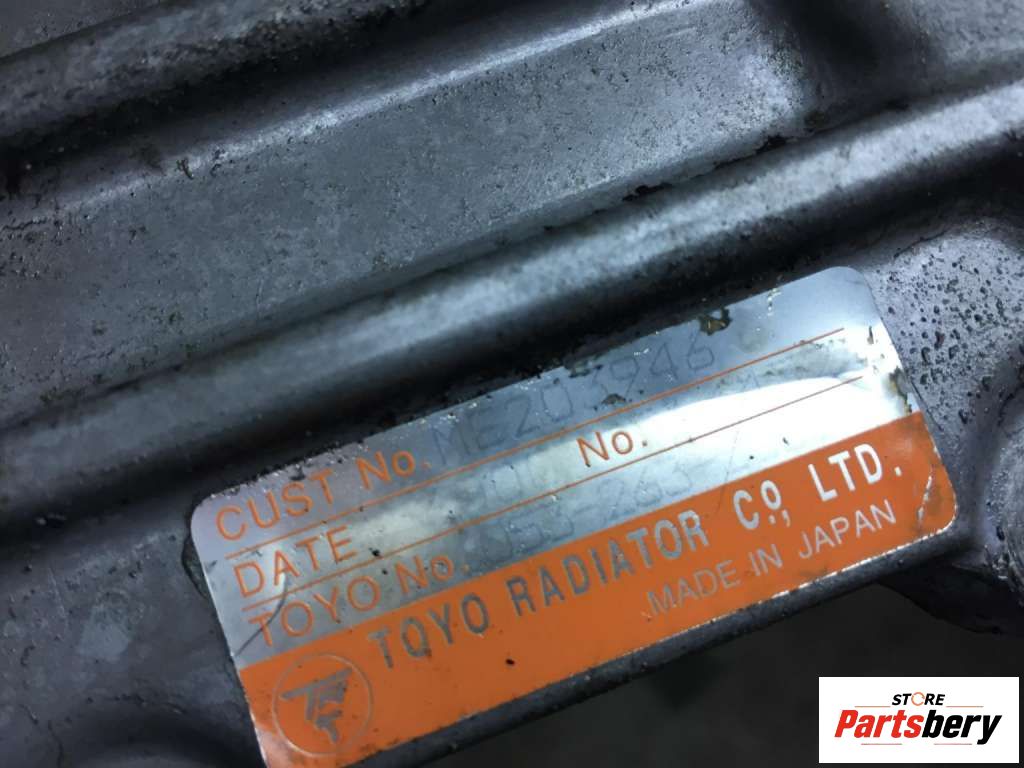 CUST No. ME203946
DATE No.
TOYO No.
TOYO RADIATOR Co., LTD.
MADE IN JAPAN
STORE
Partsbery